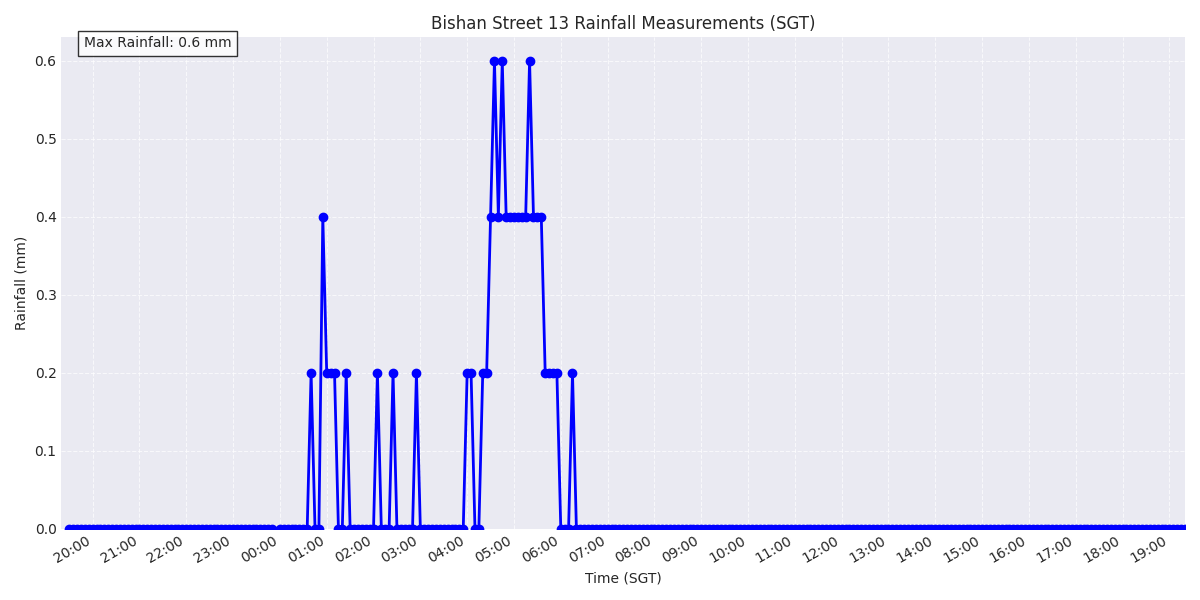 Bishan Street 13 Rainfall Measurements (SGT)
Max Rainfall: 0.6 mm
Rainfall (mm)
0.6
0.5
0.4
0.3
0.2
0.1
0.0
20:00 21:00 22:00 23:00 00:00 01:00 02:00 03:00 04:00 05:00 06:00 07:00 08:00 09:00 10:00 11:00 12:00 13:00 14:00 15:00 16:00 17:00 18:00 19:00
Time (SGT)